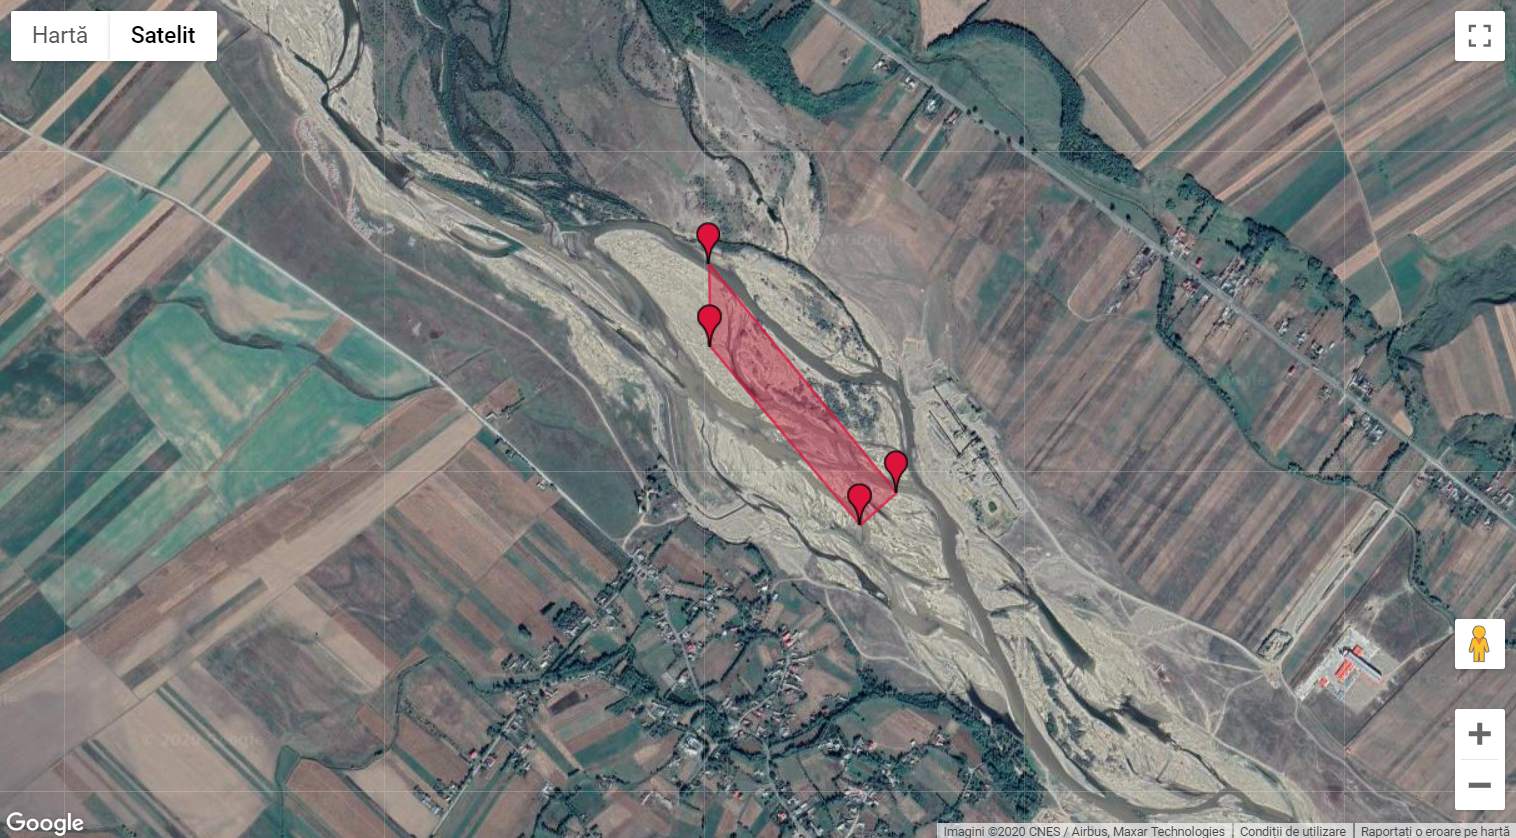 Hartă Satelit
Google
Imagini ©2020 CNES / Airbus, Maxar Technologies Condiții de utilizare Raportați o eroare pe hartă